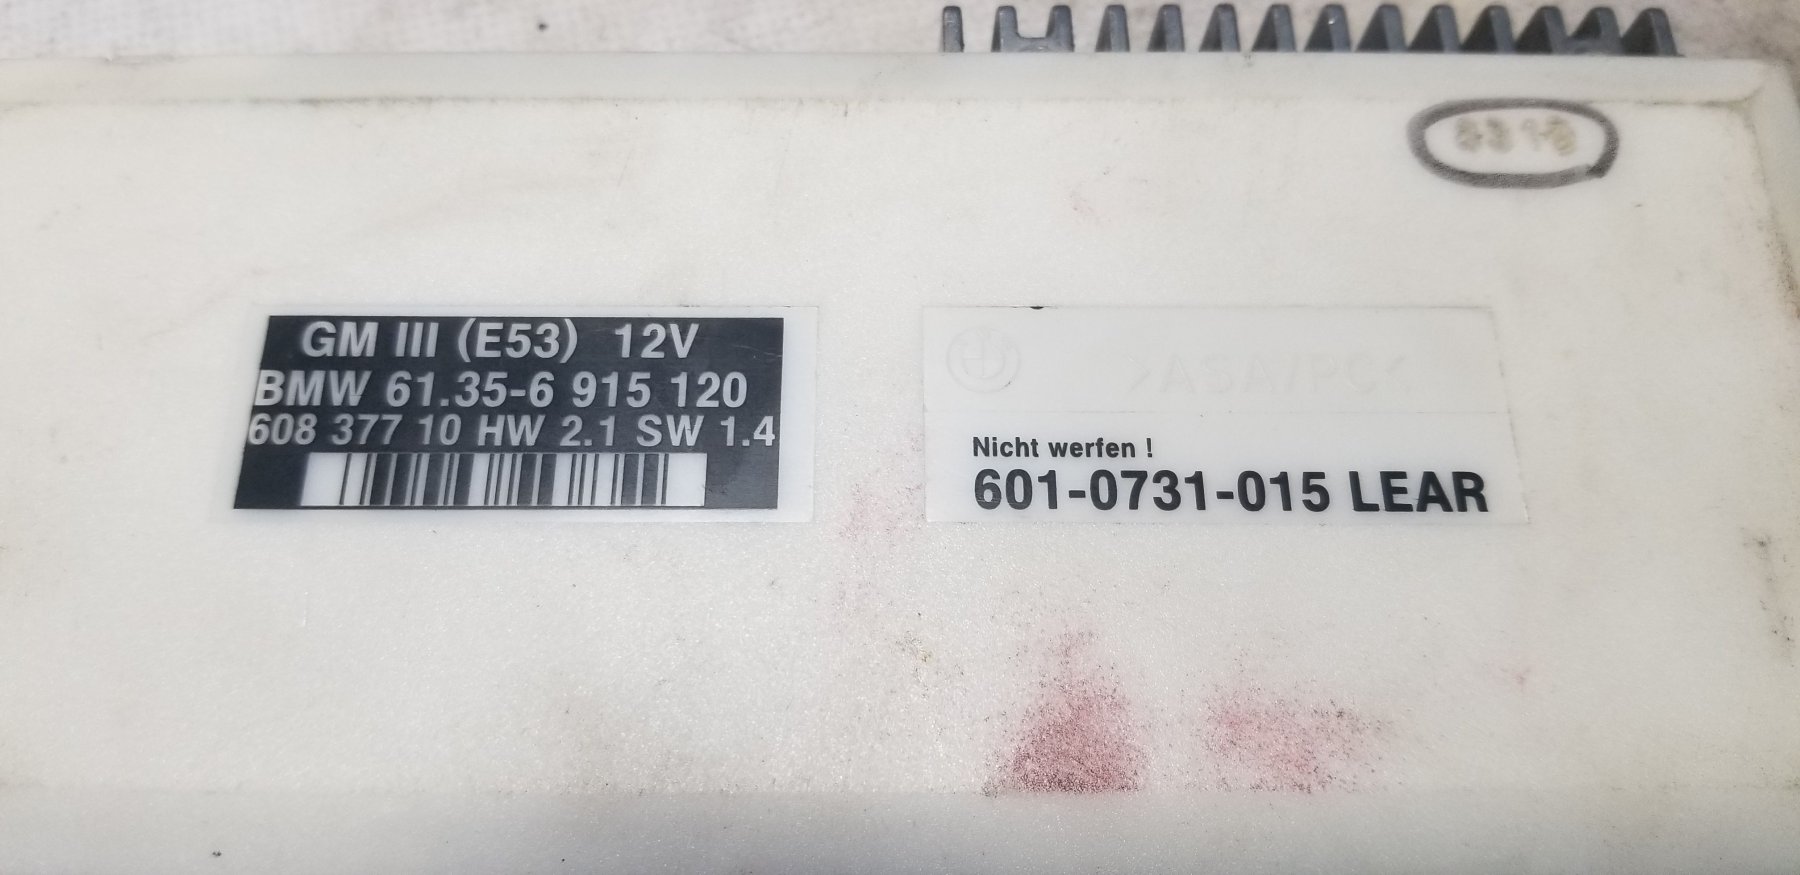 GM III (E53) 12V
BMW 61.35-6 915 120
608 377 10 HW 2.1 SW 1.4
Nicht werfen !
601-0731-015 LEAR